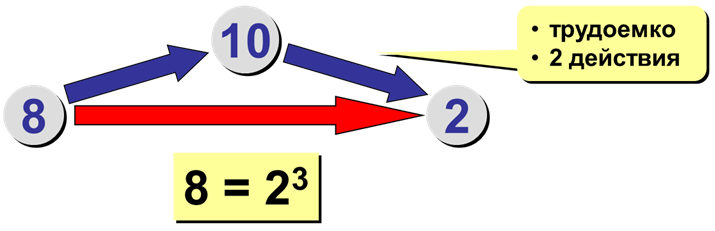 10
• трудоемко
• 2 действия
8
2
8 = 2³